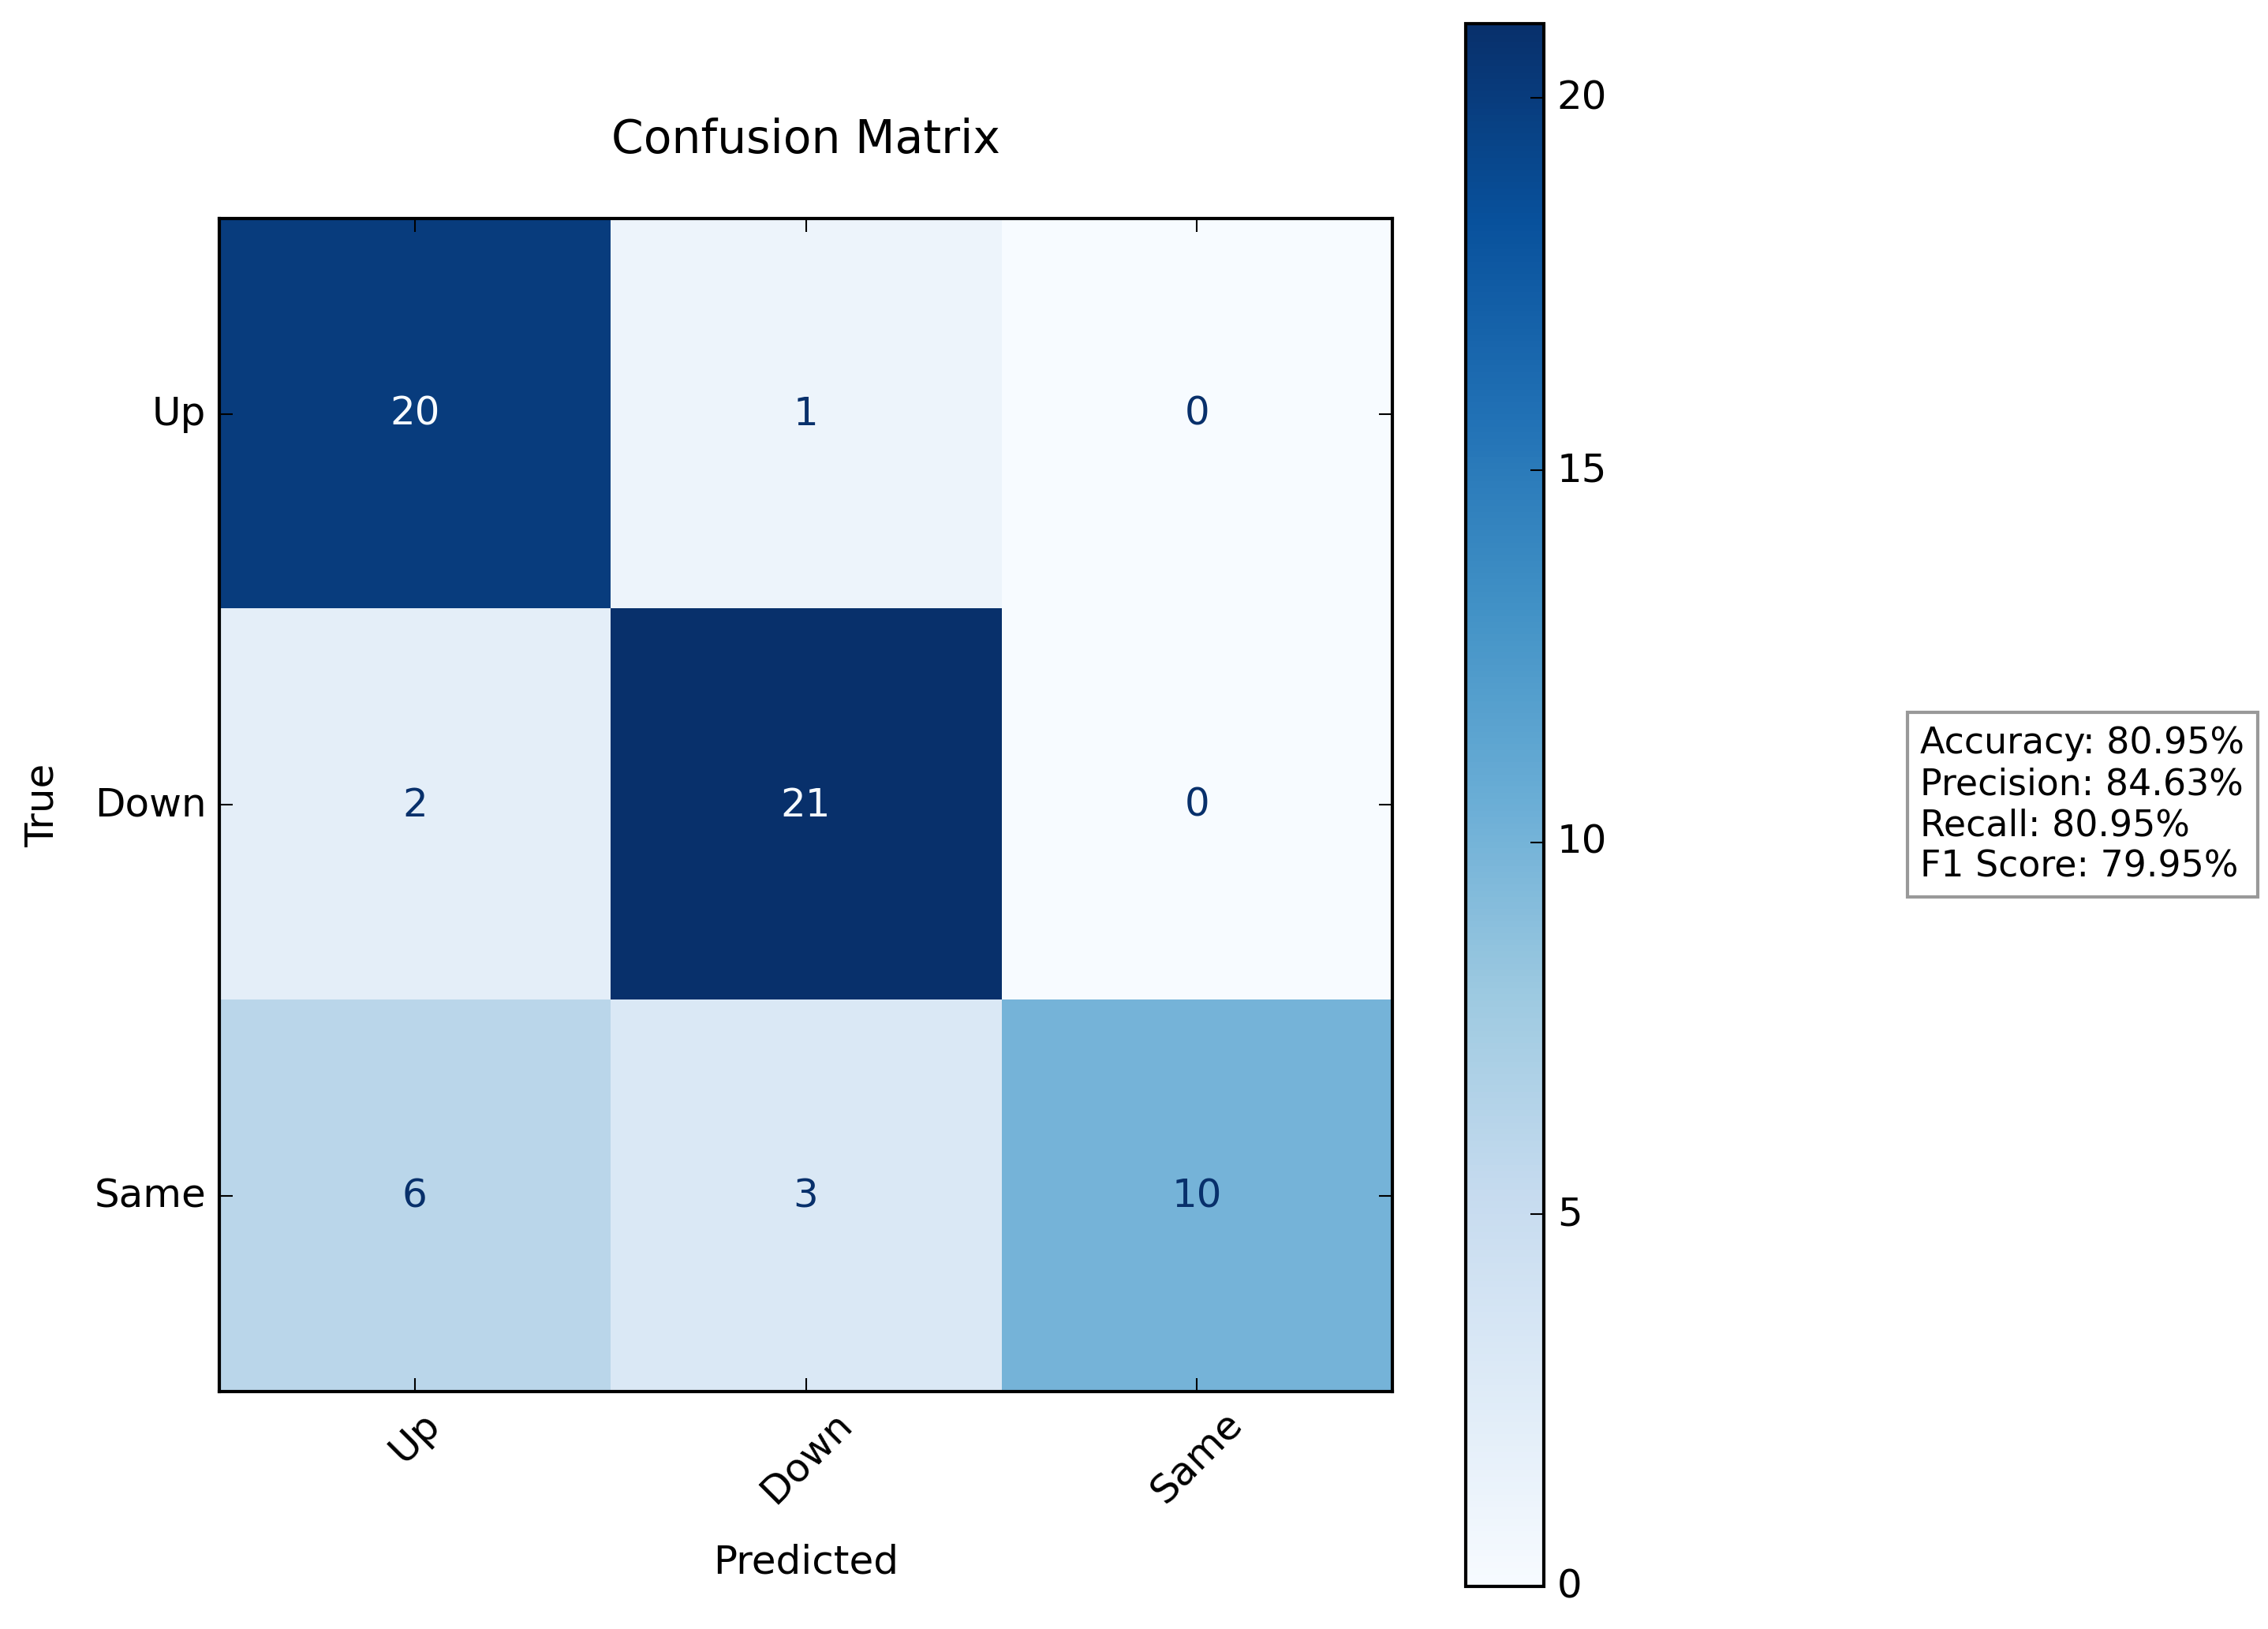 Confusion Matrix
True
Up
20
1
0
Down
2
21
0
Same
6
3
10
Up
Down
Same
Predicted
20
15
10
5
0
Accuracy: 80.95%
Precision: 84.63%
Recall: 80.95%
F1 Score: 79.95%